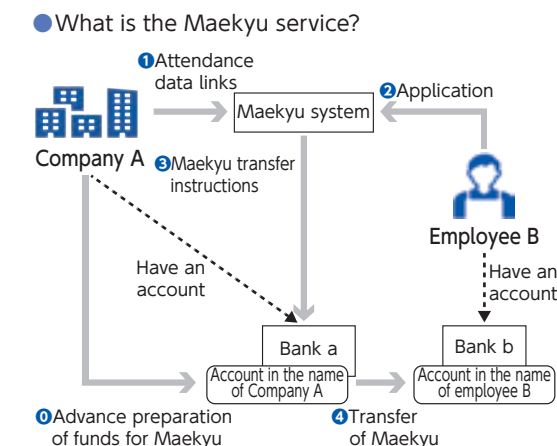 ●What is the Maekyu service?
❶Attendance
data links
❷Application
Maekyu system
Company A
❸Maekyu transfer
instructions
Employee B
Have an
account
Have an
account
Bank a
Account in the name
of Company A
Bank b
Account in the name
of employee B
⓿Advance preparation
of funds for Maekyu
❹Transfer
of Maekyu